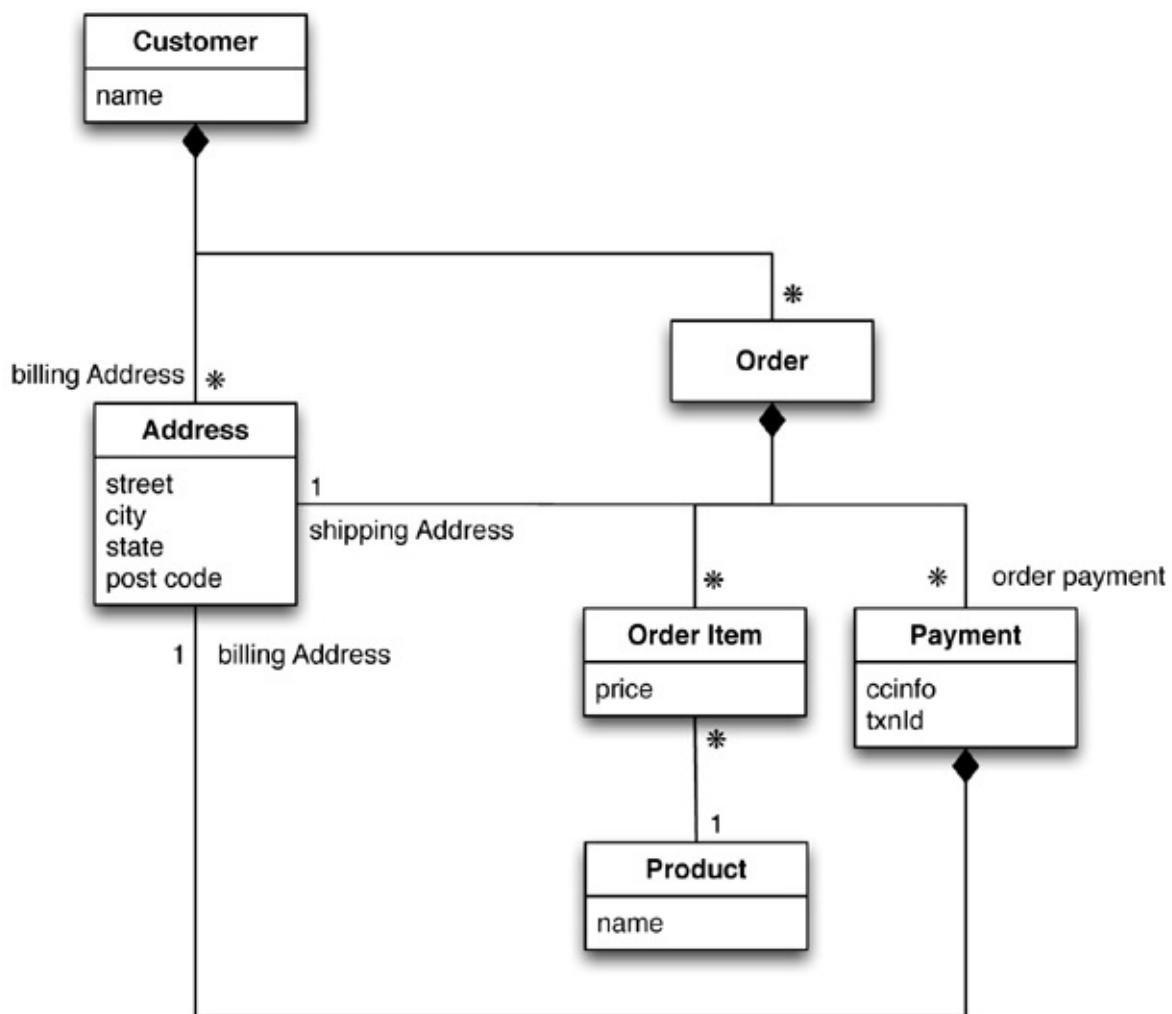 Customer
name
*
Order
billing Address
*
Address
street
city
state
post code
1
shipping Address
*
*
order payment
1
billing Address
Order Item
price
Payment
ccinfo
txnId
*
1
Product
name